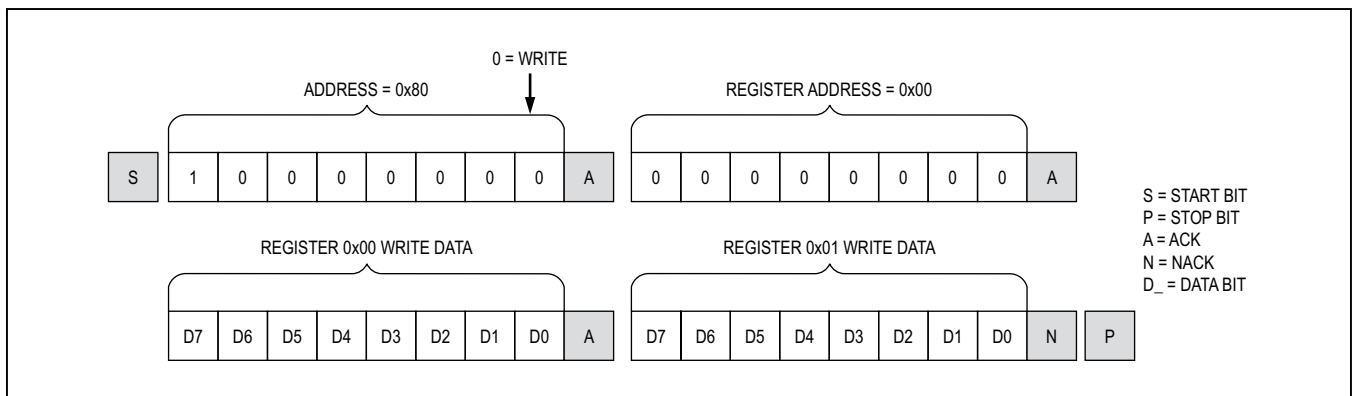 0 = WRITE
ADDRESS = 0x80 REGISTER ADDRESS = 0x00
S 1 0 0 0 0 0 0 0 A 0 0 0 0 0 0 0 0 A
S = START BIT
P = STOP BIT
A = ACK
N = NACK
D_ = DATA BIT
REGISTER 0x00 WRITE DATA REGISTER 0x01 WRITE DATA
D7 D6 D5 D4 D3 D2 D1 D0 A D7 D6 D5 D4 D3 D2 D1 D0 N P